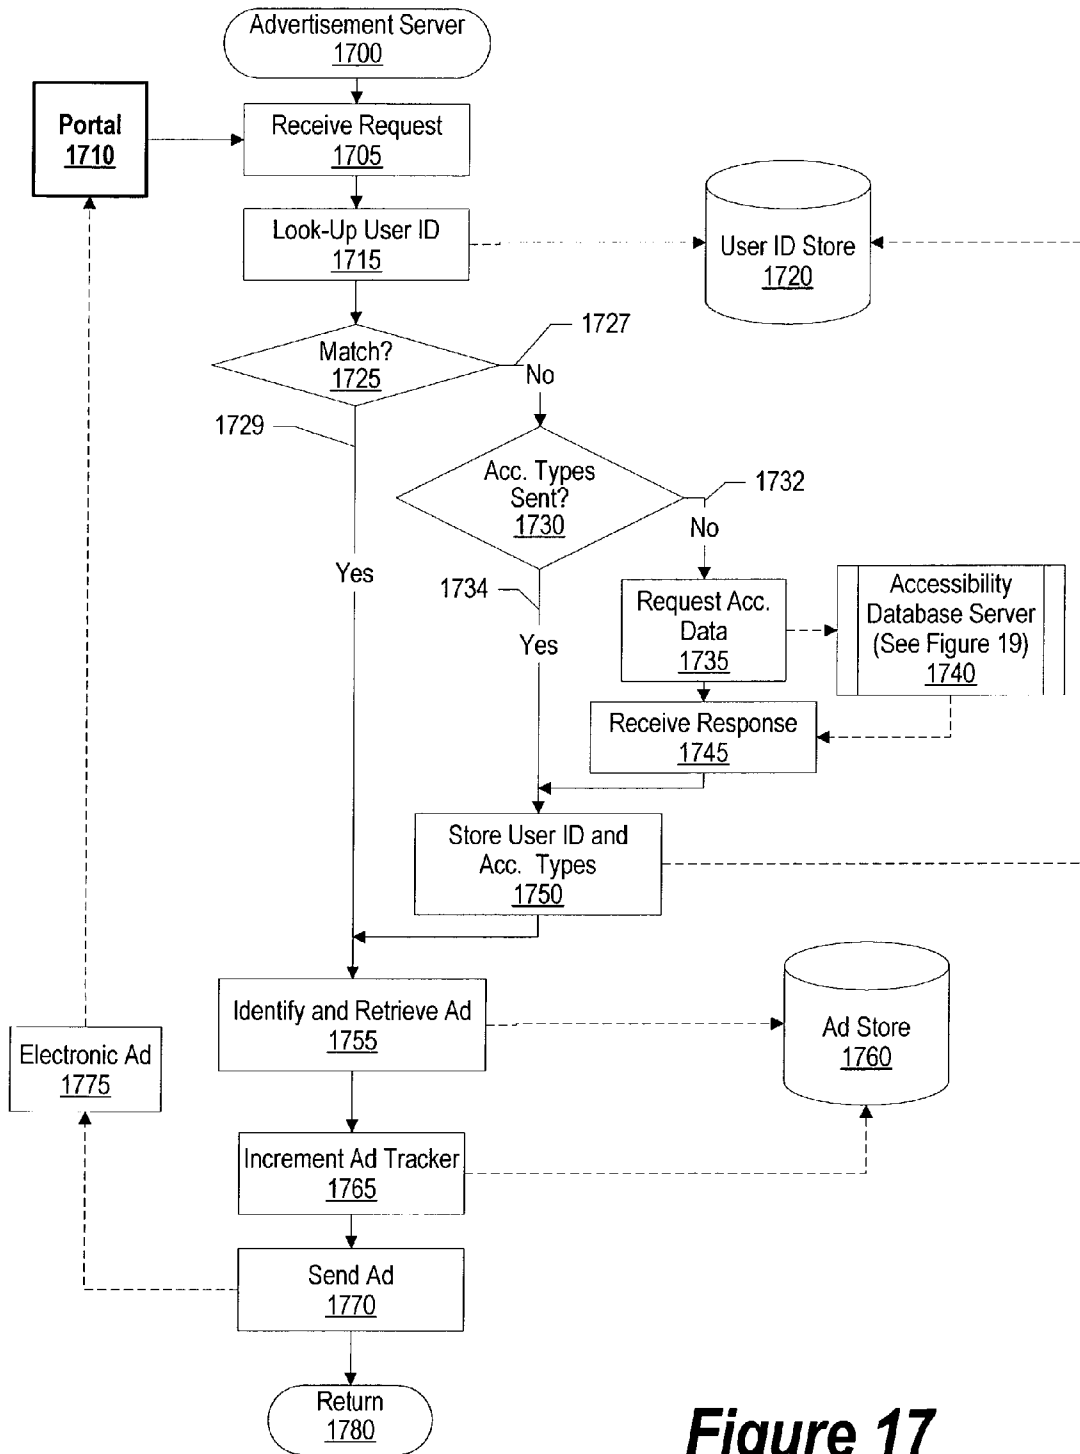 Advertisement Server
1700
Portal
1710
Receive Request
1705
Look-Up User ID
1715
User ID Store
1720
Match?
1725
1727
No
1729
Acc. Types
Sent?
1730
1732
No
Yes
1734
Yes
Request Acc.
Data
1735
Accessibility
Database Server
(See Figure 19)
1740
Receive Response
1745
Store User ID and
Acc. Types
1750
Identify and Retrieve Ad
1755
Ad Store
1760
Electronic Ad
1775
Increment Ad Tracker
1765
Send Ad
1770
Return
1780
Figure 17